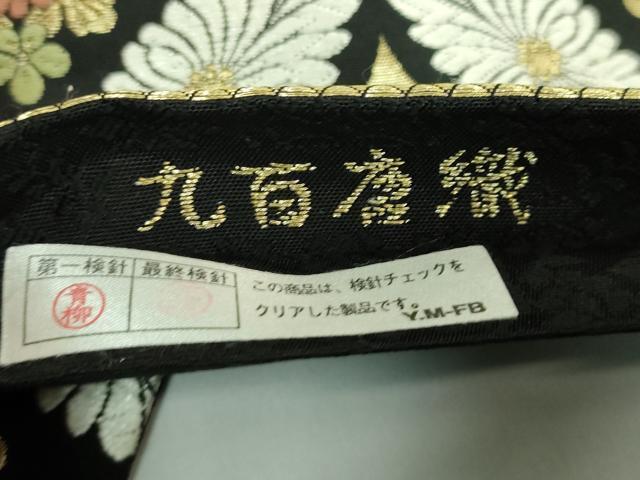 九百唐織
第一検針 最終検針
青柳
この商品は、検針チェックを
クリアした製品です。
Y.M-FB